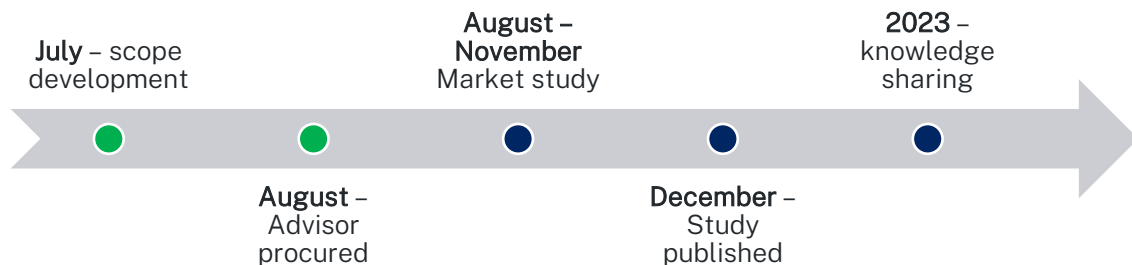 July – scope
development
August –
Advisor
procured
August –
November
Market study
December –
Study
published
2023 –
knowledge
sharing